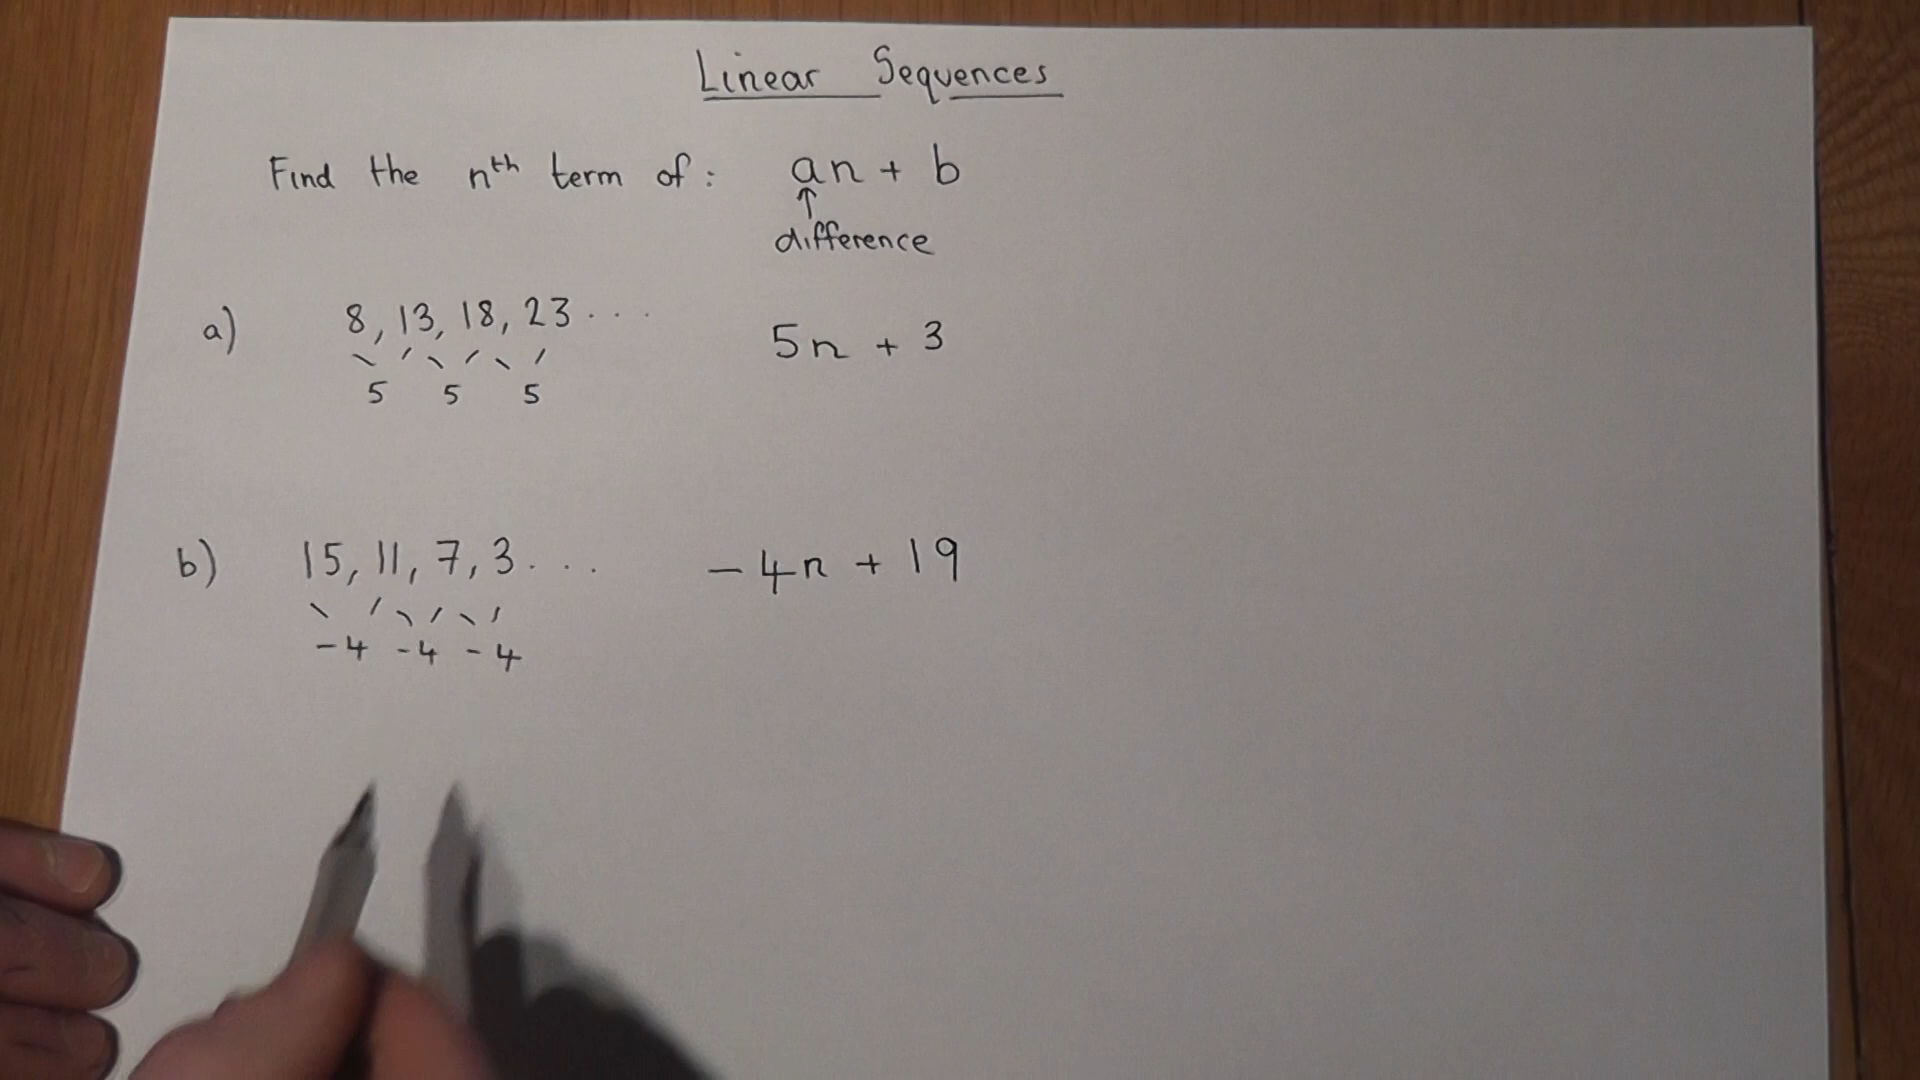 Linear Sequences
Find the nth term of: an + b
↑
difference
a) 8, 13, 18, 23 . . . 5n + 3
5 5 5
b) 15, 11, 7, 3 . . . -4n + 19
-4 -4 -4